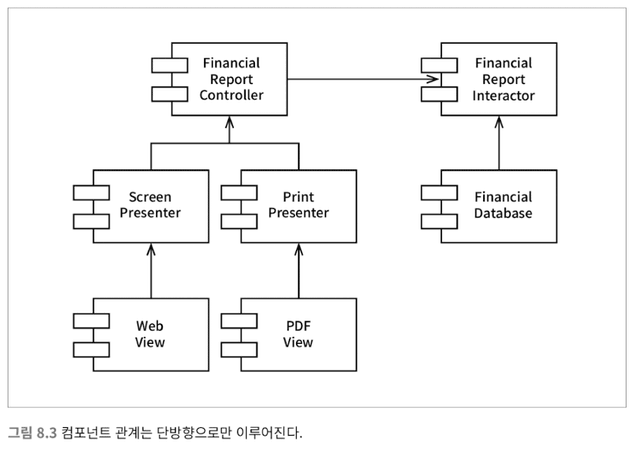 Financial
Report
Controller
Financial
Report
Interactor
Screen
Presenter
Print
Presenter
Financial
Database
Web
View
PDF
View
그림 8.3 컴포넌트 관계는 단방향으로만 이루어진다.